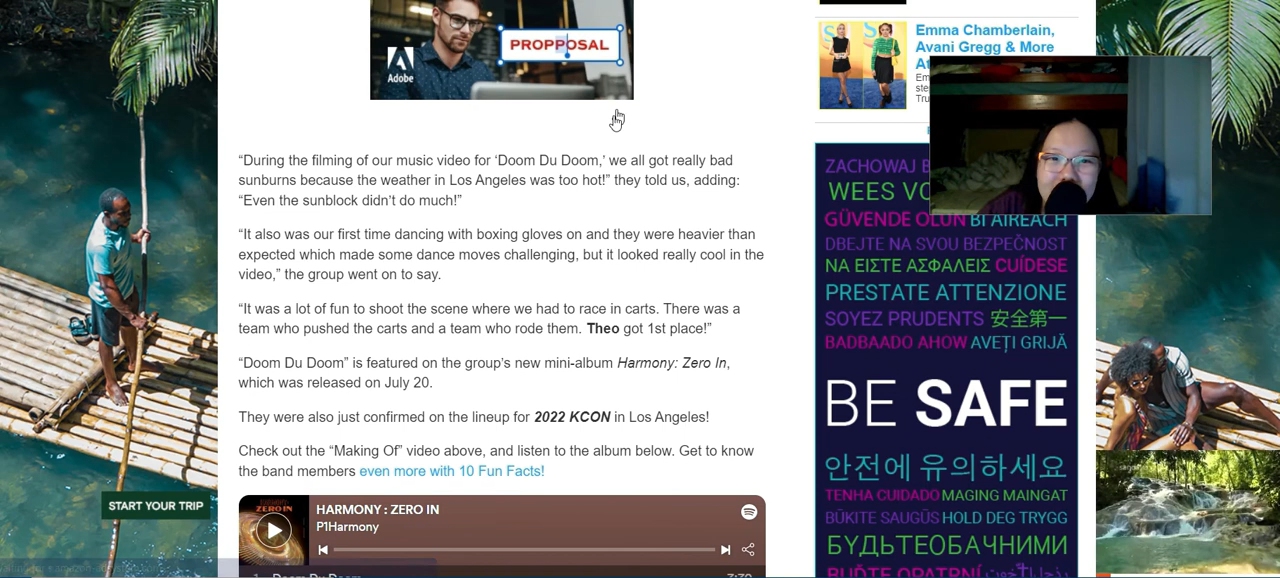 PROPPOSAL
Adobe
Emma Chamberlain,
Avani Gregg & More
“During the filming of our music video for ‘Doom Du Doom,’ we all got really bad
sunburns because the weather in Los Angeles was too hot!” they told us, adding:
“Even the sunblock didn’t do much!”
“It also was our first time dancing with boxing gloves on and they were heavier than
expected which made some dance moves challenging, but it looked really cool in the
video,” the group went on to say.
“It was a lot of fun to shoot the scene where we had to race in carts. There was a
team who pushed the carts and a team who rode them. Theo got 1st place!”
“Doom Du Doom” is featured on the group’s new mini-album Harmony: Zero In,
which was released on July 20.
They were also just confirmed on the lineup for 2022 KCON in Los Angeles!
Check out the “Making Of” video above, and listen to the album below. Get to know
the band members even more with 10 Fun Facts!
START YOUR TRIP
ZERO IN
HARMONY : ZERO IN
P1Harmony
ZACHOWAJ
WEES
GÜVENDE OLUN BÍ AIREACH
DBEJTE NA SVOU BEZPEČNOST
ΝΑ ΕΙΣΤΕ ΑΣΦΑΛΕΙΣ CUÍDESE
PRESTATE ATTENZIONE
SOYEZ PRUDENTS 安全第一
BADBAADO AHOW AVEȚI GRIJĂ
BE SAFE
안전에 유의하세요
TENHA CUIDADO MAGING MAINGAT
BŪKITE SAUGŪS HOLD DEG TRYGG
БУДЬТЕ ОБАЧНИМИ
BUĎTE OPATRNÍ